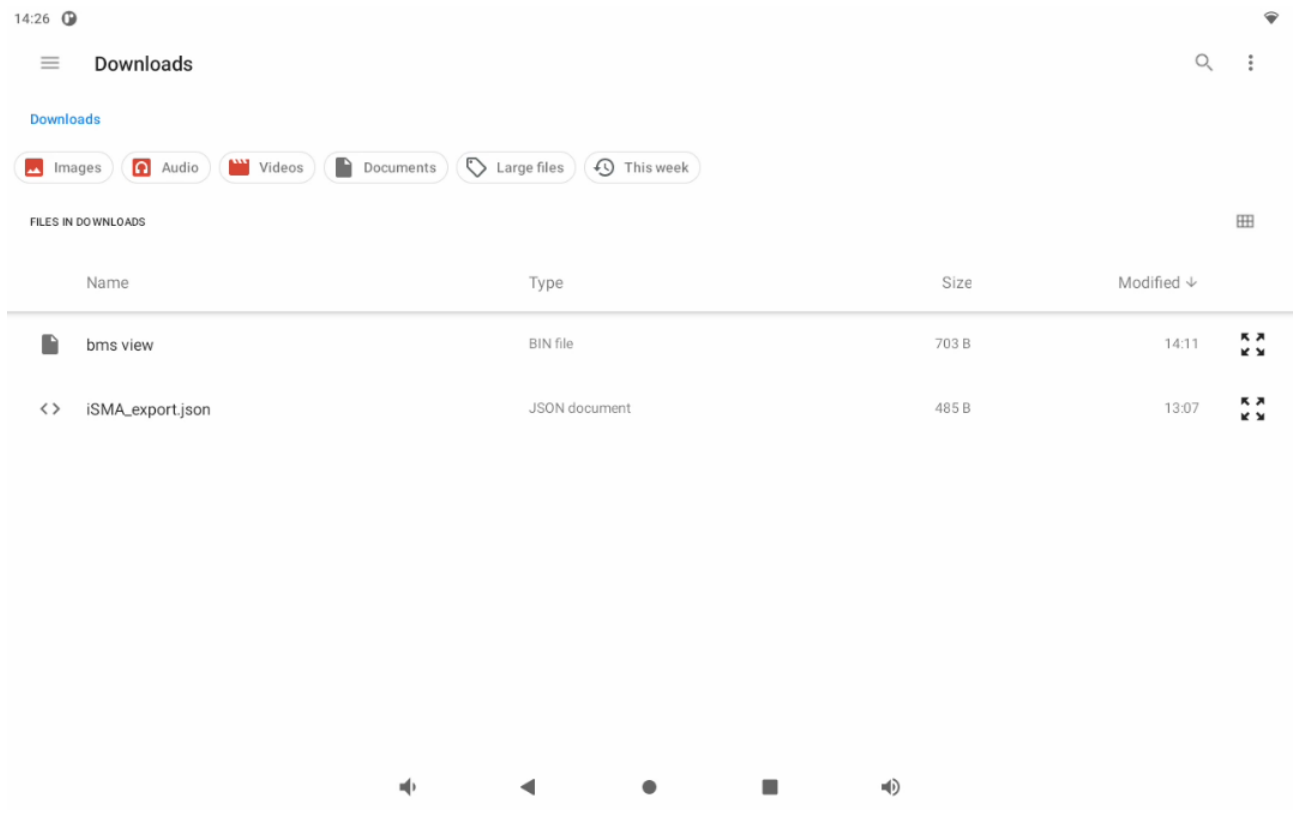 14:26
Downloads
Downloads
Images Audio Videos Documents Large files This week
FILES IN DOWNLOADS
Name Type Size Modified
bms view BIN file 703 B 14:11
iSMA_export.json JSON document 485 B 13:07